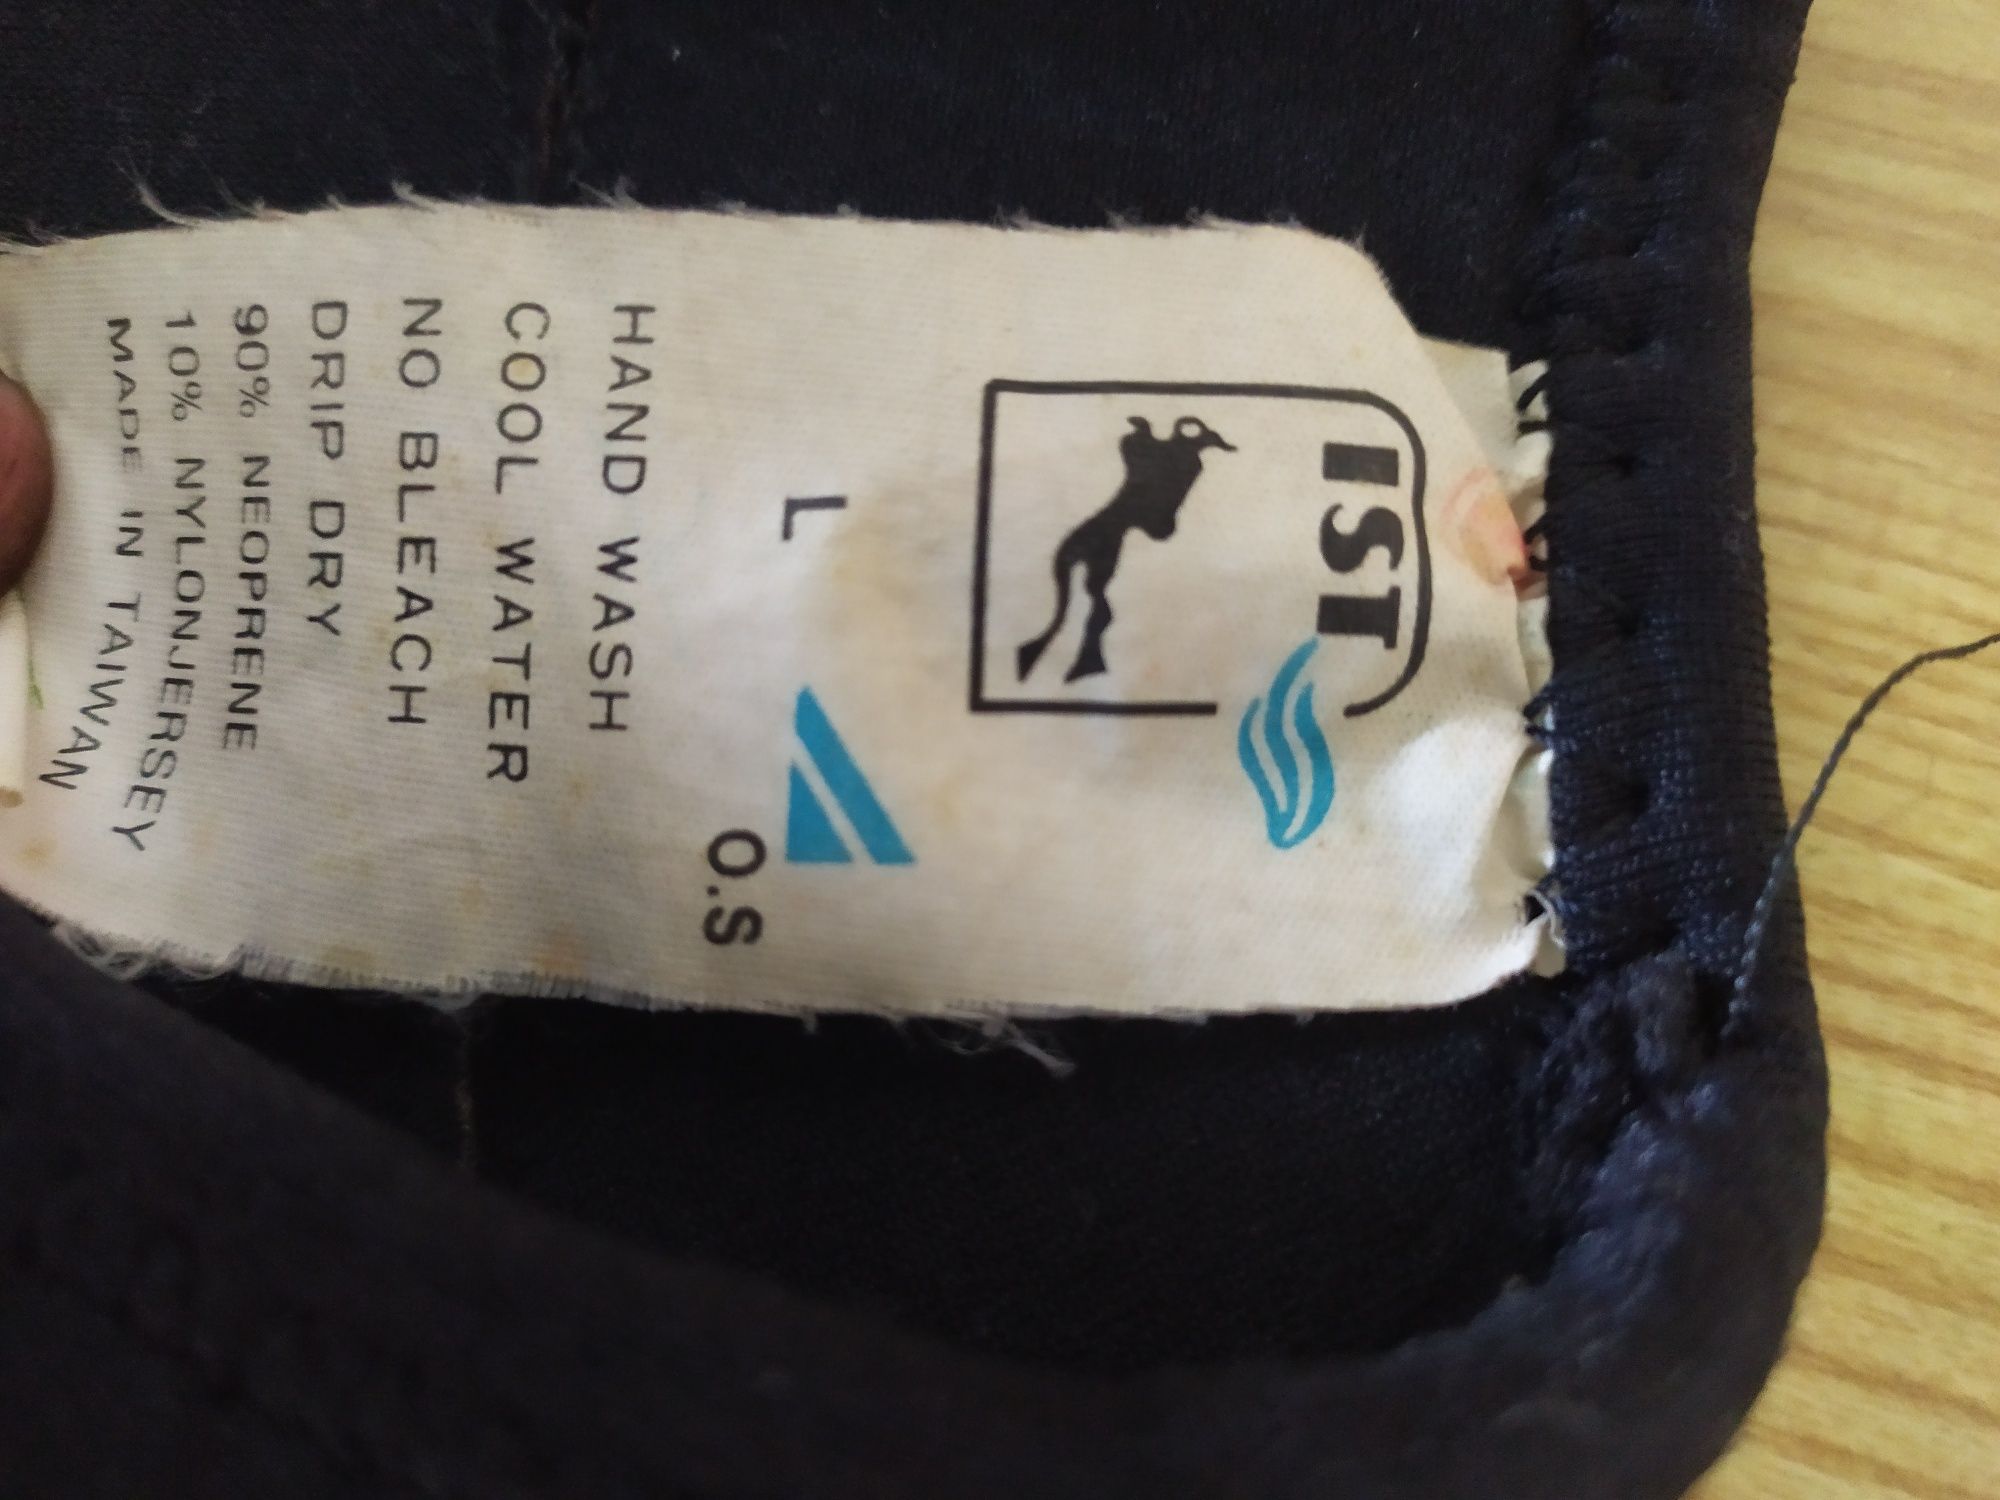 IST
L
O.S
HAND WASH
COOL WATER
NO BLEACH
DRIP DRY
90% NEOPRENE
10% NYLONJERSEY
MADE IN TAIWAN